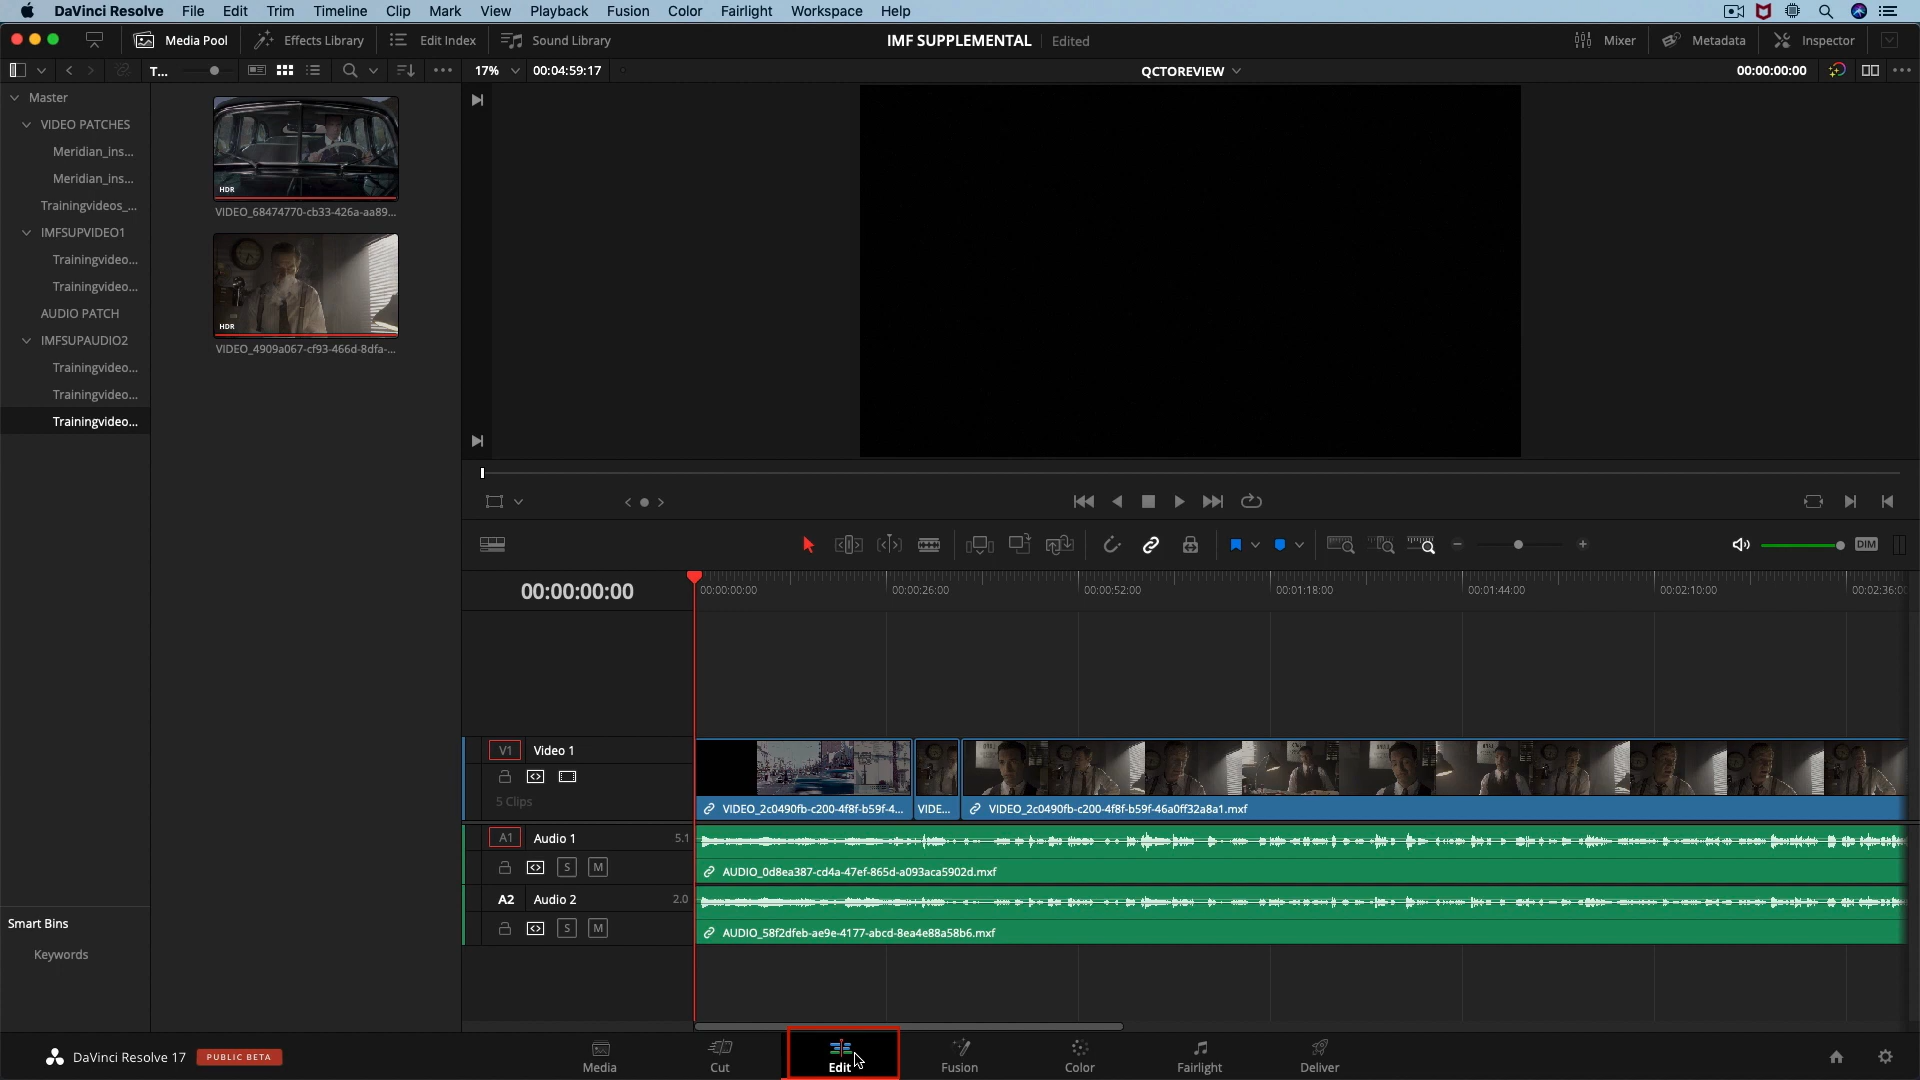 DaVinci Resolve File Edit Trim Timeline Clip Mark View Playback Fusion Color Fairlight Workspace Help
Media Pool Effects Library Edit Index Sound Library IMF SUPPLEMENTAL Edited Mixer Metadata Inspector
T... 17% 00:04:59:17 QCTOREVIEW 00:00:00:00
Master
VIDEO PATCHES
Meridian_ins...
Meridian_ins...
Trainingvideos_...
IMFSUPVIDEO1
Trainingvideo...
Trainingvideo...
AUDIO PATCH
IMFSUPAUDIO2
Trainingvideo...
Trainingvideo...
Trainingvideo...
Smart Bins
Keywords
HDR
VIDEO_68474770-cb33-426a-aa89...
HDR
VIDEO_4909a067-cf93-466d-8dfa-...
DIM
00:00:00:00
00:00:00:00 00:00:26:00 00:00:52:00 00:01:18:00 00:01:44:00 00:02:10:00 00:02:36:0
V1 Video 1
5 Clips
VIDEO_2c0490fb-c200-4f8f-b59f-4... VIDE... VIDEO_2c0490fb-c200-4f8f-b59f-46a0ff32a8a1.mxf
A1 Audio 1 5.1
S M
AUDIO_0d8ea387-cd4a-47ef-865d-a093aca5902d.mxf
A2 Audio 2 2.0
S M
AUDIO_58f2dfeb-ae9e-4177-abcd-8ea4e88a58b6.mxf
DaVinci Resolve 17 PUBLIC BETA
Media Cut Edit Fusion Color Fairlight Deliver